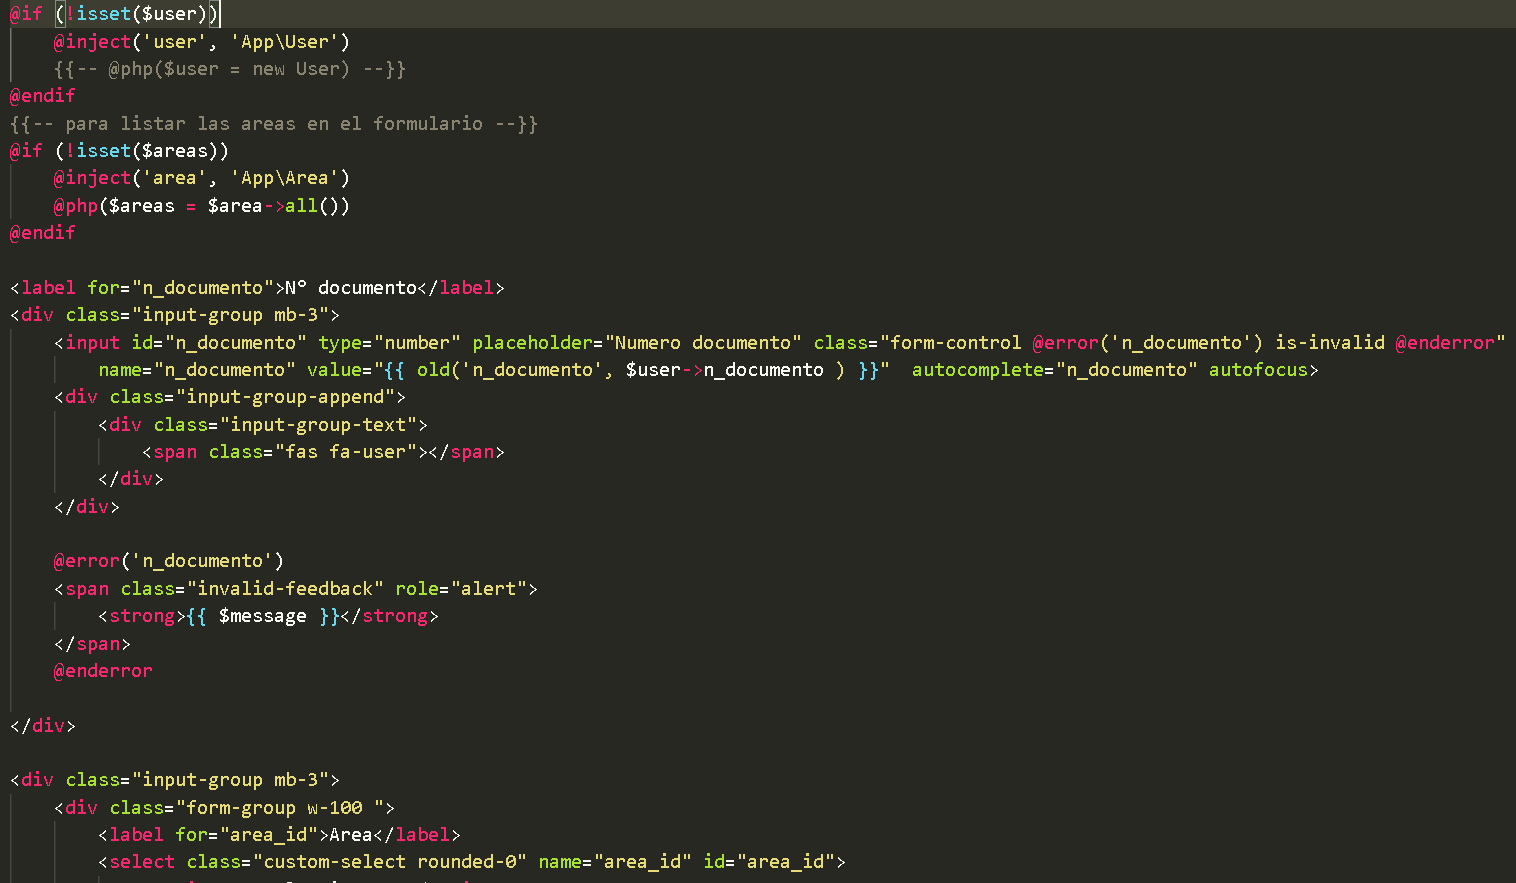 @if (!isset($user))
    @inject('user', 'App\User')
    {{-- @php($user = new User) --}}
@endif
{{-- para listar las areas en el formulario --}}
@if (!isset($areas))
    @inject('area', 'App\Area')
    @php($areas = $area->all())
@endif
<label for="n_documento">N° documento</label>
<div class="input-group mb-3">
    <input id="n_documento" type="number" placeholder="Numero documento" class="form-control @error('n_documento') is-invalid @enderror"
        name="n_documento" value="{{ old('n_documento', $user->n_documento ) }}"  autocomplete="n_documento" autofocus>
    <div class="input-group-append">
        <div class="input-group-text">
            <span class="fas fa-user"></span>
        </div>
    </div>
    @error('n_documento')
    <span class="invalid-feedback" role="alert">
        <strong>{{ $message }}</strong>
    </span>
    @enderror
</div>
<div class="input-group mb-3">
    <div class="form-group w-100 ">
        <label for="area_id">Area</label>
        <select class="custom-select rounded-0" name="area_id" id="area_id">